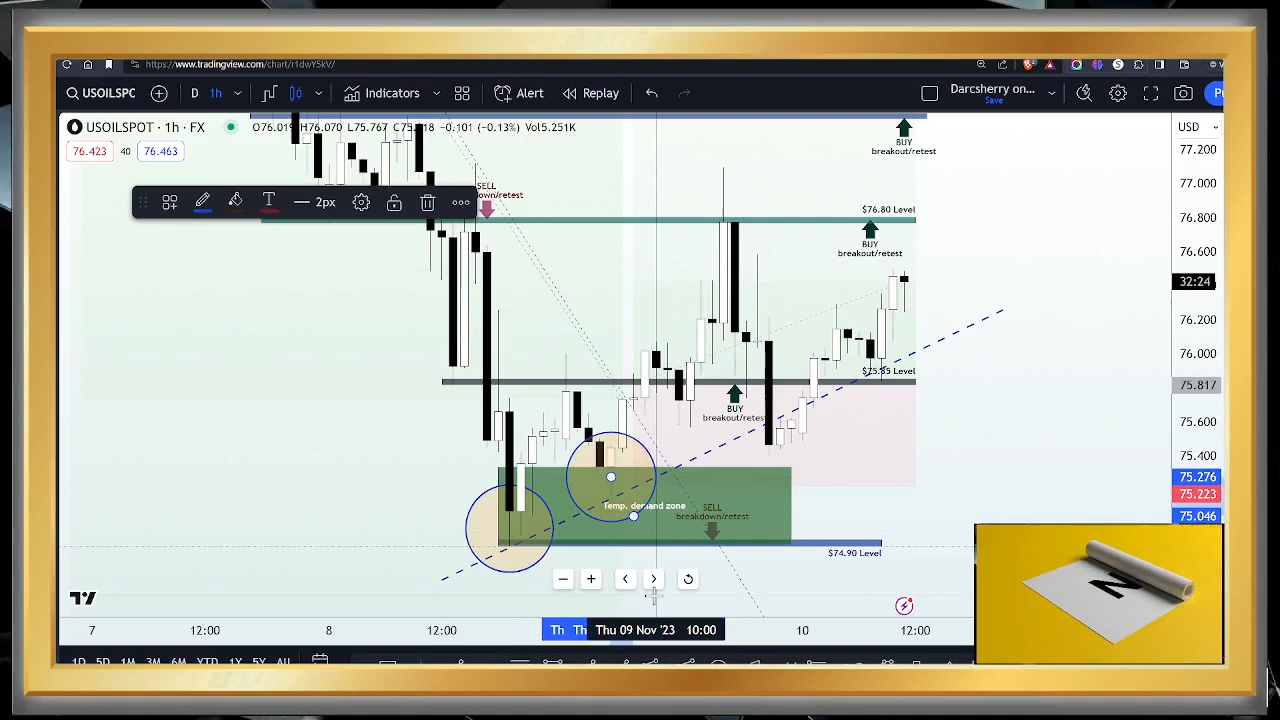 https://www.tradingview.com/chart/r1dwY5kV/
USOILSPC
D 1h
Indicators
Alert
Replay
Darcsherry on...
Save
USOILSPOT · 1h · FX
O76.019 H76.070 L75.767 −0.101 (−0.13%) Vol5.251K
76.423 40 76.463
USD
77.200
BUY
breakout/retest
77.000
T
2px
SELL
$76.80 Level
76.800
BUY
breakout/retest
76.600
32:24
76.200
76.000
$75.85 Level
75.817
BUY
breakout/retest
75.600
75.400
75.276
Temp. demand zone
75.223
SELL
breakdown/retest
75.046
$74.90 Level
N
7 12:00 8 12:00 Th Th Thu 09 Nov '23 10:00 10 12:00
1D 5D 1M 3M 6M YTD 1Y 5Y All